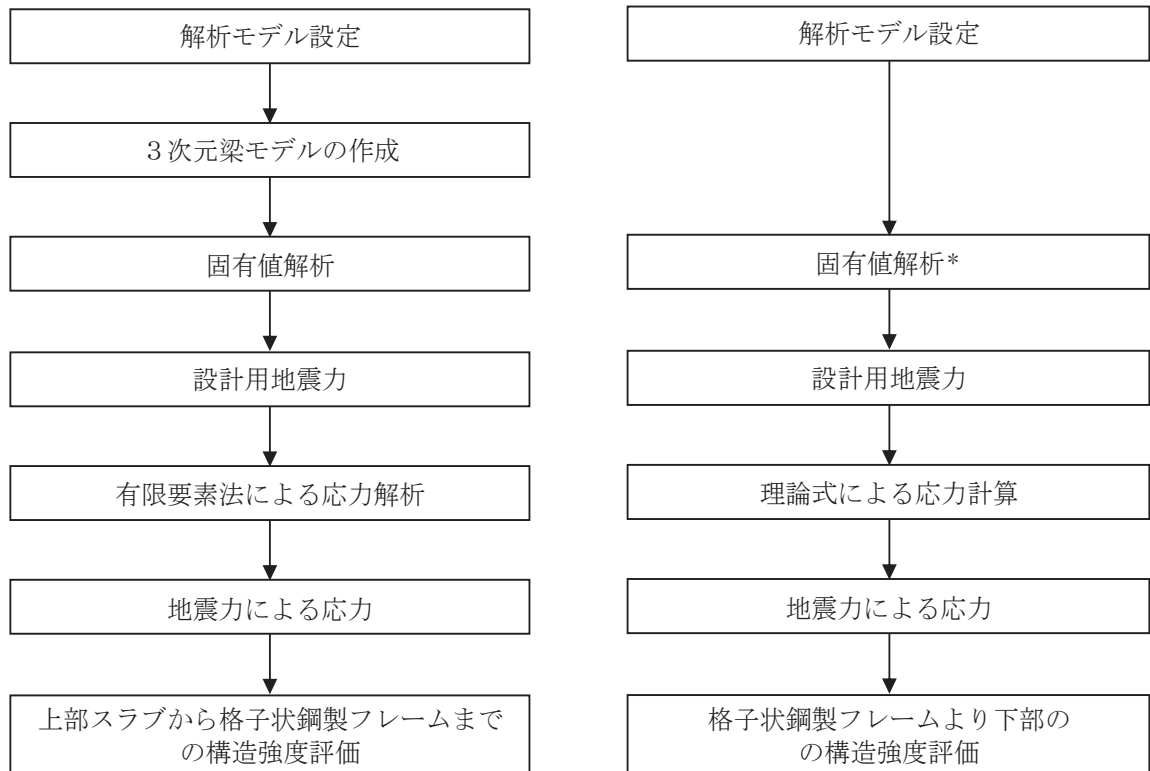 解析モデル設定
３次元梁モデルの作成
固有値解析
設計用地震力
有限要素法による応力解析
地震力による応力
上部スラブから格子状鋼製フレームまで
の構造強度評価
解析モデル設定
固有値解析*
設計用地震力
理論式による応力計算
地震力による応力
格子状鋼製フレームより下部の
の構造強度評価